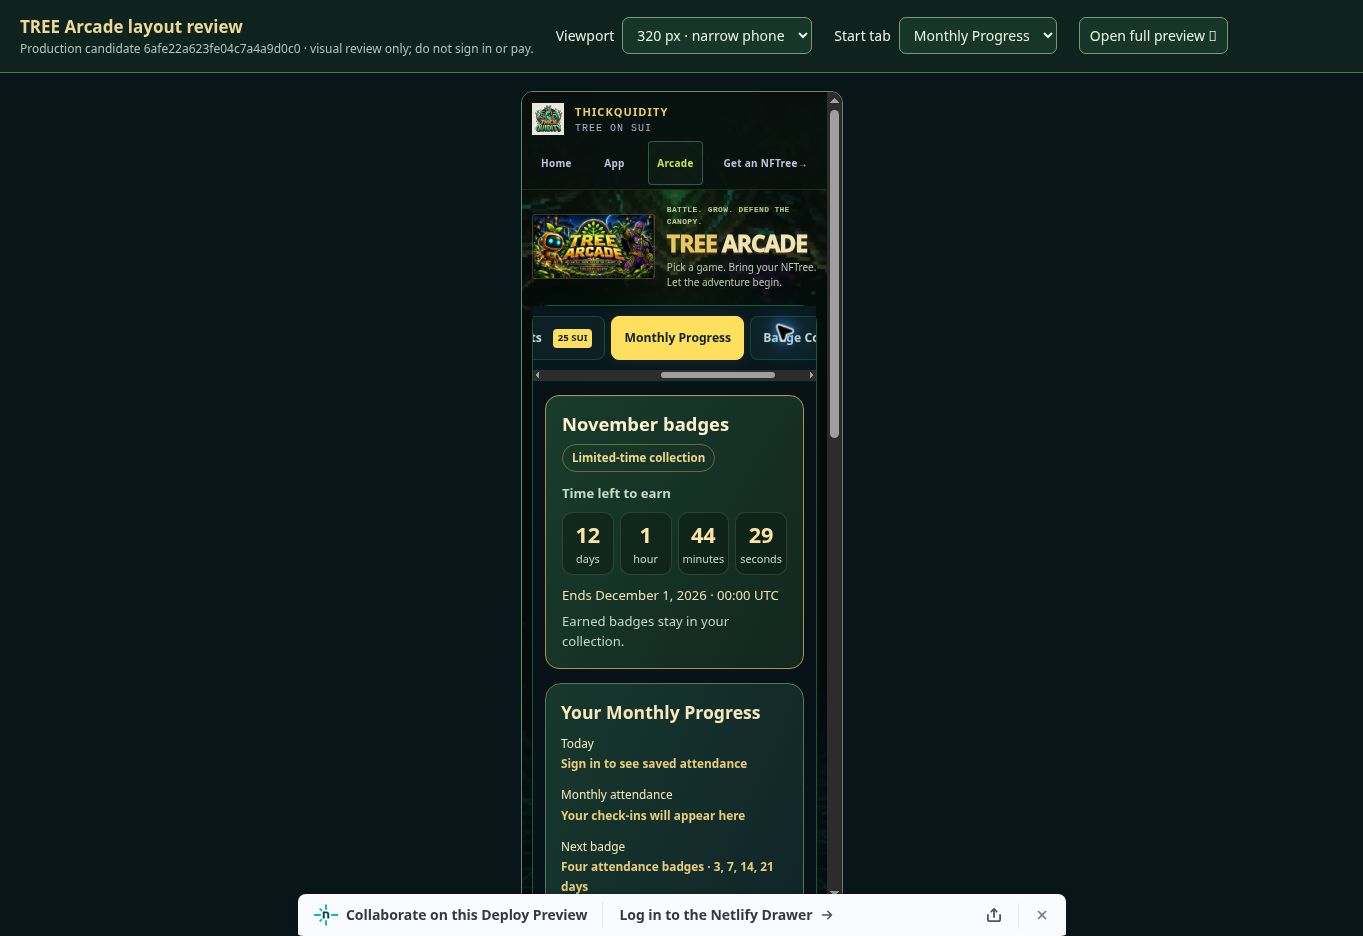 TREE Arcade layout review
Production candidate 6afe22a623fe04c7a4a9d0c0 · visual review only; do not sign in or pay.
Viewport
320 px · narrow phone
Start tab
Monthly Progress
Open full preview
THICKQUIDITY
TREE ON SUI
Home
App
Arcade
Get an NFTree→
TREE
ARCADE
BATTLE. GROW. DEFEND THE
CANOPY.
TREE ARCADE
Pick a game. Bring your NFTree.
Let the adventure begin.
ts
25 SUI
Monthly Progress
Badge Co
November badges
Limited-time collection
Time left to earn
12
days
1
hour
44
minutes
29
seconds
Ends December 1, 2026 · 00:00 UTC
Earned badges stay in your
collection.
Your Monthly Progress
Today
Sign in to see saved attendance
Monthly attendance
Your check-ins will appear here
Next badge
Four attendance badges · 3, 7, 14, 21
days
Collaborate on this Deploy Preview
Log in to the Netlify Drawer →